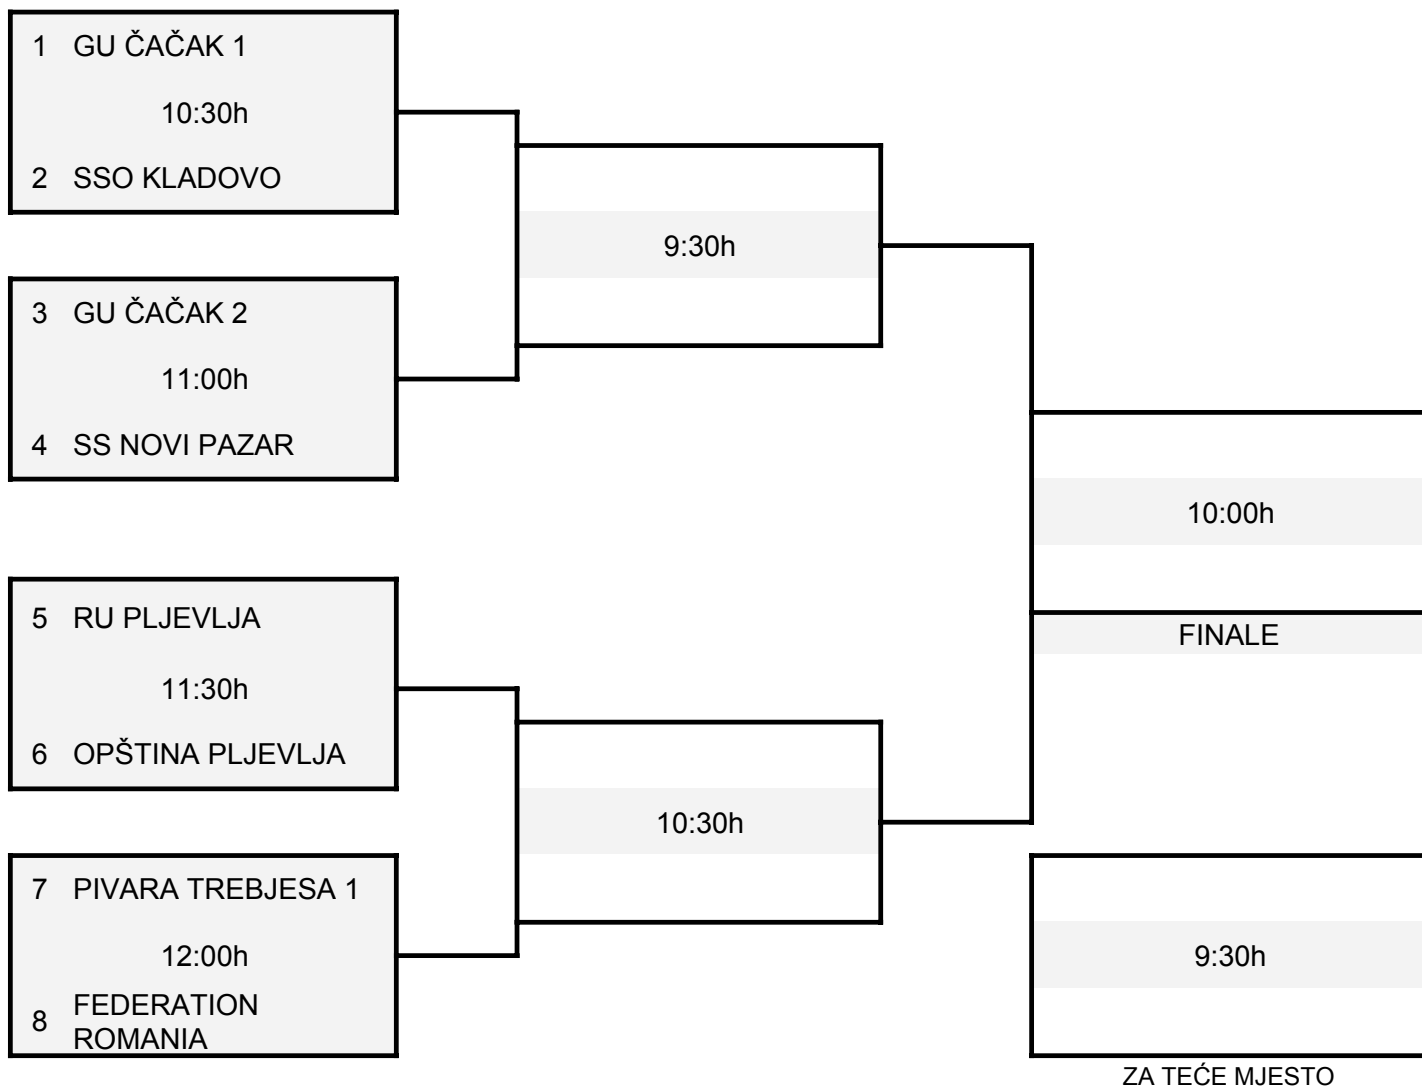 1 GU ČAČAK 1
10:30h
2 SSO KLADOVO
9:30h
3 GU ČAČAK 2
11:00h
4 SS NOVI PAZAR
10:00h
FINALE
5 RU PLJEVLJA
11:30h
6 OPŠTINA PLJEVLJA
10:30h
7 PIVARA TREBJESA 1
12:00h
8 FEDERATION
ROMANIA
9:30h
ZA TEĆE MJESTO